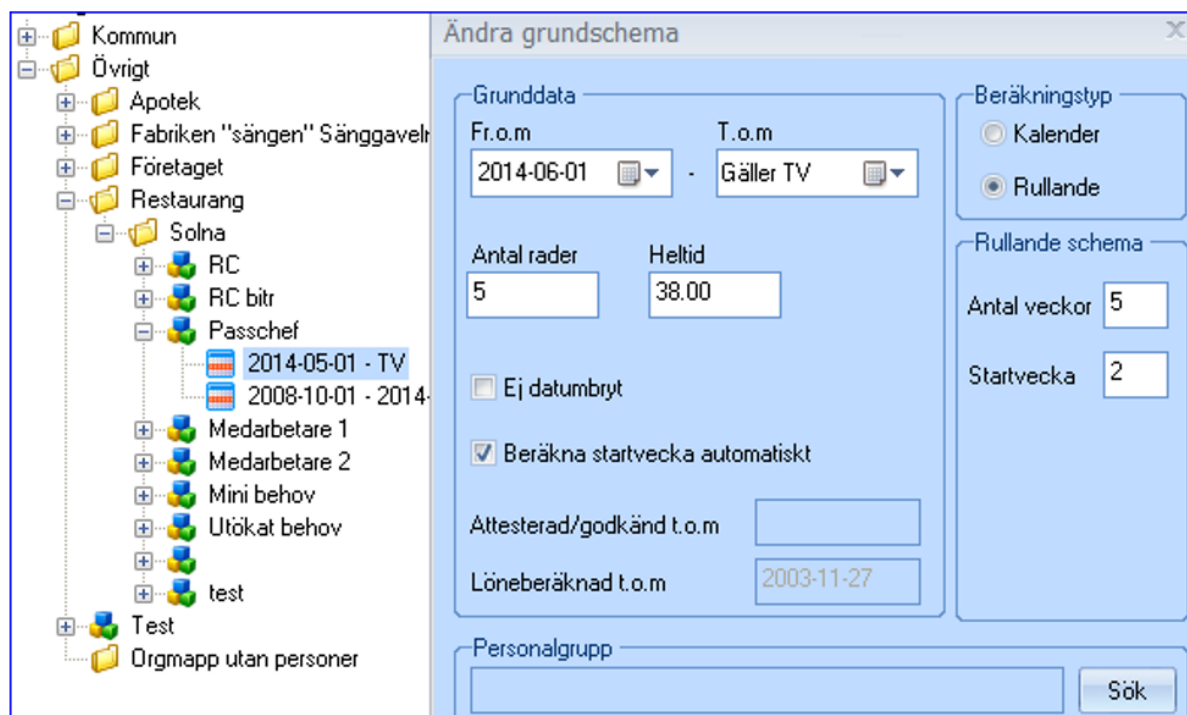 Kommun
Övrigt
Apotek
Fabriken "sängen" Sänggaveln
Företaget
Restaurang
Solna
RC
RC bitr
Passchef
2014-05-01 - TV
2008-10-01 - 2014-
Medarbetare 1
Medarbetare 2
Mini behov
Utökat behov
test
Test
Orgmapp utan personer
Ändra grundschema
Grunddata
Fr.o.m T.o.m
2014-06-01 - Gäller TV
Antal rader Heltid
5 38.00
Ej datumbryt
Beräkna startvecka automatiskt
Attesterad/godkänd t.o.m
Löneberäknad t.o.m 2003-11-27
Beräkningstyp
Kalender
Rullande
Rullande schema
Antal veckor 5
Startvecka 2
Personalgrupp
Sök